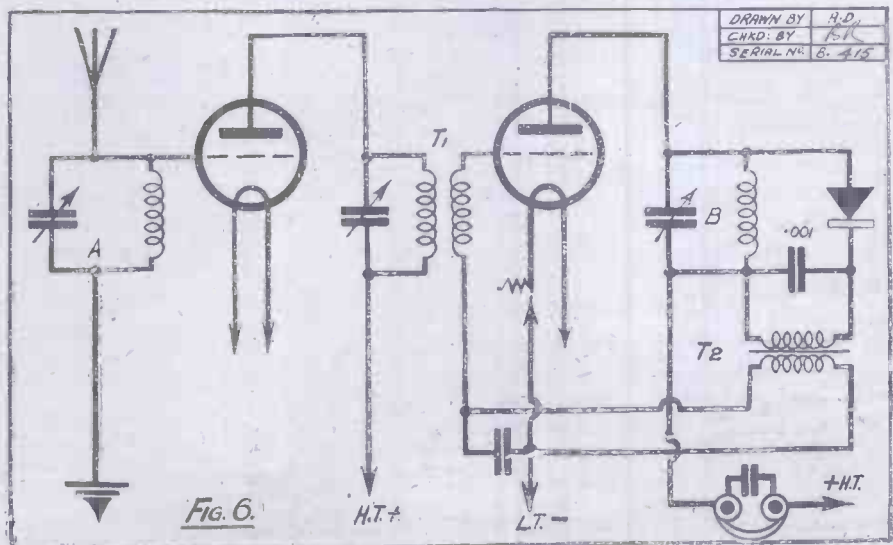 DRAWN BY A.D.
CHKD: BY
SERIAL No. B. 415
T1
A
B
.001
T2
FIG. 6.
H.T. +
L.T. -
+H.T.